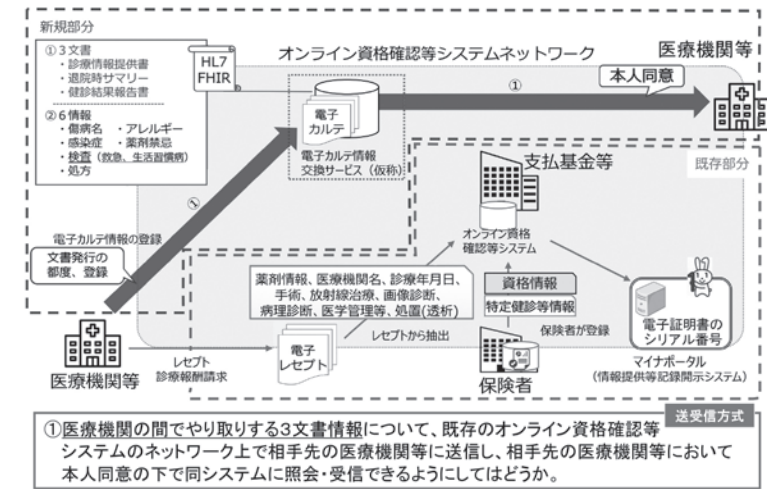 新規部分
①3文書
・診療情報提供書
・退院時サマリー
・健診結果報告書
②6情報
・傷病名 ・アレルギー
・感染症 ・薬剤禁忌
・検査(救急、生活習慣病)
・処方
HL7
FHIR
オンライン資格確認等システムネットワーク
医療機関等
①
本人同意
電子
カルテ
電子カルテ情報
交換サービス(仮称)
支払基金等
既存部分
①
オンライン資格
確認等システム
電子カルテ情報の登録
文書発行の
都度、登録
薬剤情報、医療機関名、診療年月日、
手術、放射線治療、画像診断、
病理診断、医学管理等、処置(透析)
資格情報
特定健診等情報
電子証明書の
シリアル番号
レセプトから抽出
保険者が登録
電子
レセプト
医療機関等
レセプト
診療報酬請求
保険者
マイナポータル
(情報提供等記録開示システム)
送受信方式
①医療機関の間でやり取りする3文書情報について、既存のオンライン資格確認等
システムのネットワーク上で相手先の医療機関等に送信し、相手先の医療機関等において
本人同意の下で同システムに照会・受信できるようにしてはどうか。